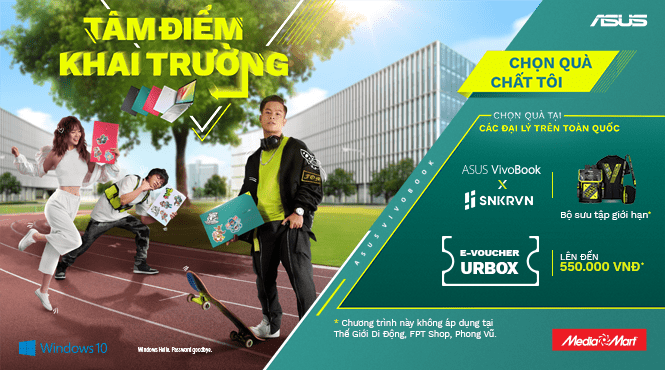 TÂM ĐIỂM
KHAI TRƯỜNG
ASUS
CHỌN QUÀ
CHẤT TÔI
CHỌN QUÀ TẠI
CÁC ĐẠI LÝ TRÊN TOÀN QUỐC
ASUS VivoBook
X
SNKRVN
Bộ sưu tập giới hạn*
E-VOUCHER
URBOX
LÊN ĐẾN
550.000 VNĐ*
ASUS VIVOBOOK
* Chương trình này không áp dụng tại
Thế Giới Di Động, FPT Shop, Phong Vũ.
MediaMart
Windows 10
Windows Hello. Password goodbye.